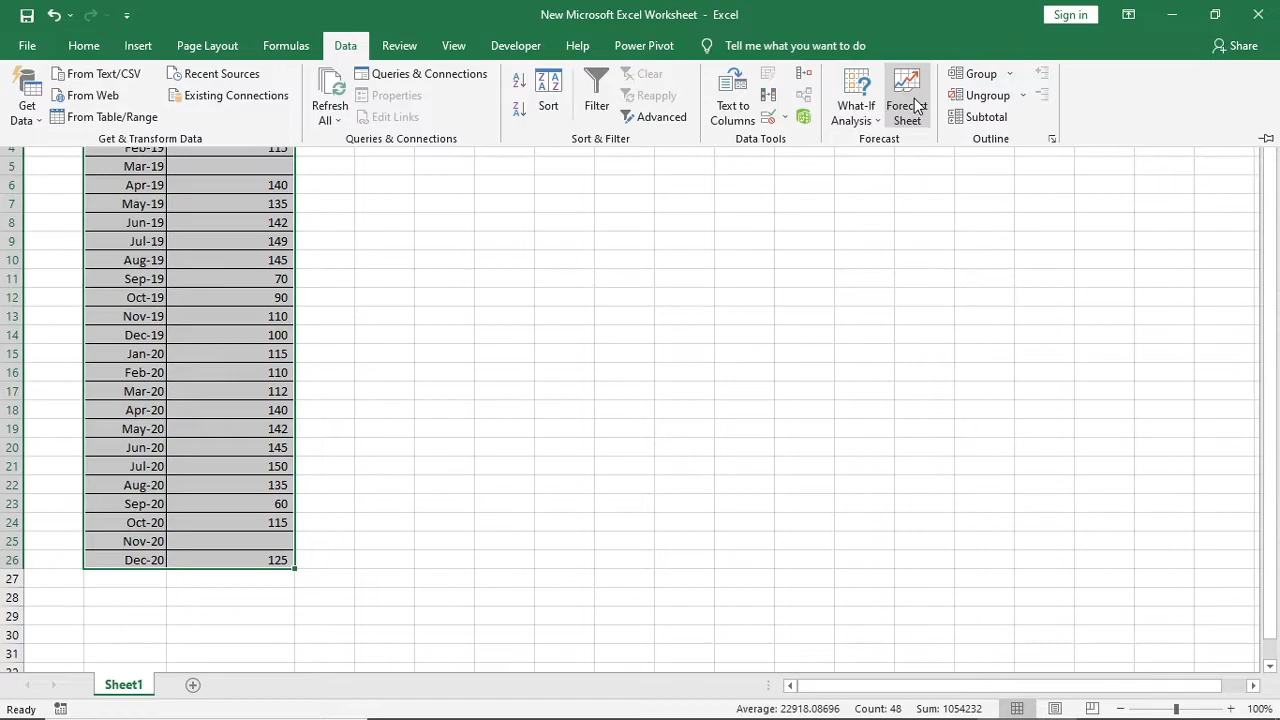 New Microsoft Excel Worksheet - Excel
Sign in
File Home Insert Page Layout Formulas Data Review View Developer Help Power Pivot Tell me what you want to do Share
Get Data
From Text/CSV
From Web
From Table/Range
Recent Sources
Existing Connections
Get & Transform Data
Refresh All
Queries & Connections
Properties
Edit Links
Queries & Connections
Sort
Filter
Clear
Reapply
Advanced
Sort & Filter
Text to Columns
Data Tools
What-If Analysis
Forecast Sheet
Forecast
Group
Ungroup
Subtotal
Outline
4 Feb-19 115
5 Mar-19
6 Apr-19 140
7 May-19 135
8 Jun-19 142
9 Jul-19 149
10 Aug-19 145
11 Sep-19 70
12 Oct-19 90
13 Nov-19 110
14 Dec-19 100
15 Jan-20 115
16 Feb-20 110
17 Mar-20 112
18 Apr-20 140
19 May-20 142
20 Jun-20 145
21 Jul-20 150
22 Aug-20 135
23 Sep-20 60
24 Oct-20 115
25 Nov-20
26 Dec-20 125
27
28
29
30
31
Sheet1
Ready Average: 22918.08696 Count: 48 Sum: 1054232 100%